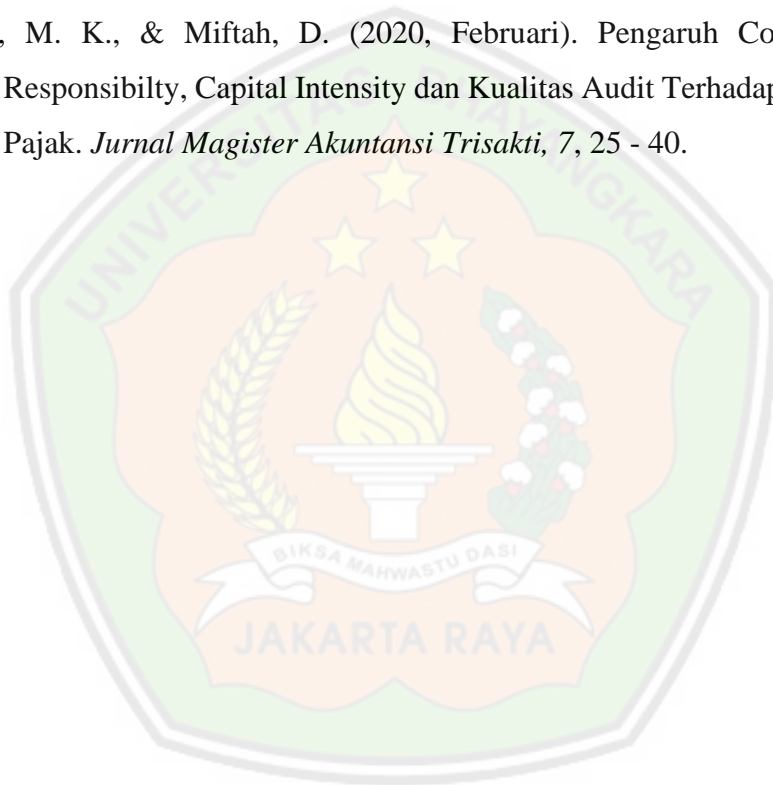 , M. K., & Miftah, D. (2020, Februari). Pengaruh Co
Responsibilty, Capital Intensity dan Kualitas Audit Terhadap
Pajak. Jurnal Magister Akuntansi Trisakti, 7, 25 - 40.
UNIVERSITAS BHAYANGKARA
BIKSA MAHWASTU DASI
JAKARTA RAYA